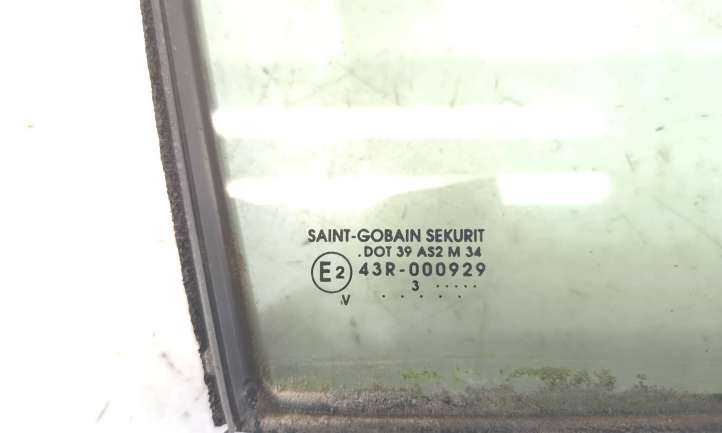 SAINT-GOBAIN SEKURIT
.DOT 39 AS2 M 34
E2 43R-000929
3 .....
V .....